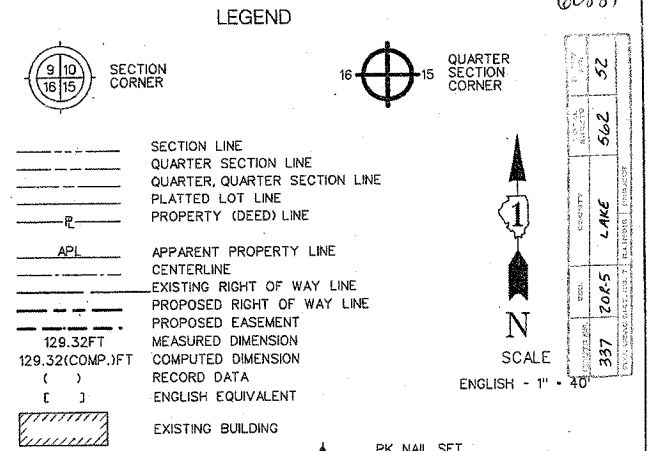 LEGEND
9 10
16 15
SECTION
CORNER
16
15
QUARTER
SECTION
CORNER
SECTION LINE
QUARTER SECTION LINE
QUARTER, QUARTER SECTION LINE
PLATTED LOT LINE
PL PROPERTY (DEED) LINE
APL APPARENT PROPERTY LINE
CENTERLINE
EXISTING RIGHT OF WAY LINE
PROPOSED RIGHT OF WAY LINE
PROPOSED EASEMENT
129.32FT MEASURED DIMENSION
129.32(COMP.)FT COMPUTED DIMENSION
( ) RECORD DATA
[ ] ENGLISH EQUIVALENT
EXISTING BUILDING
PK NAIL SET
1
N
SCALE
ENGLISH - 1" = 40'
COUNTY
337
20R-5
LAKE
562
52
ILLINOIS